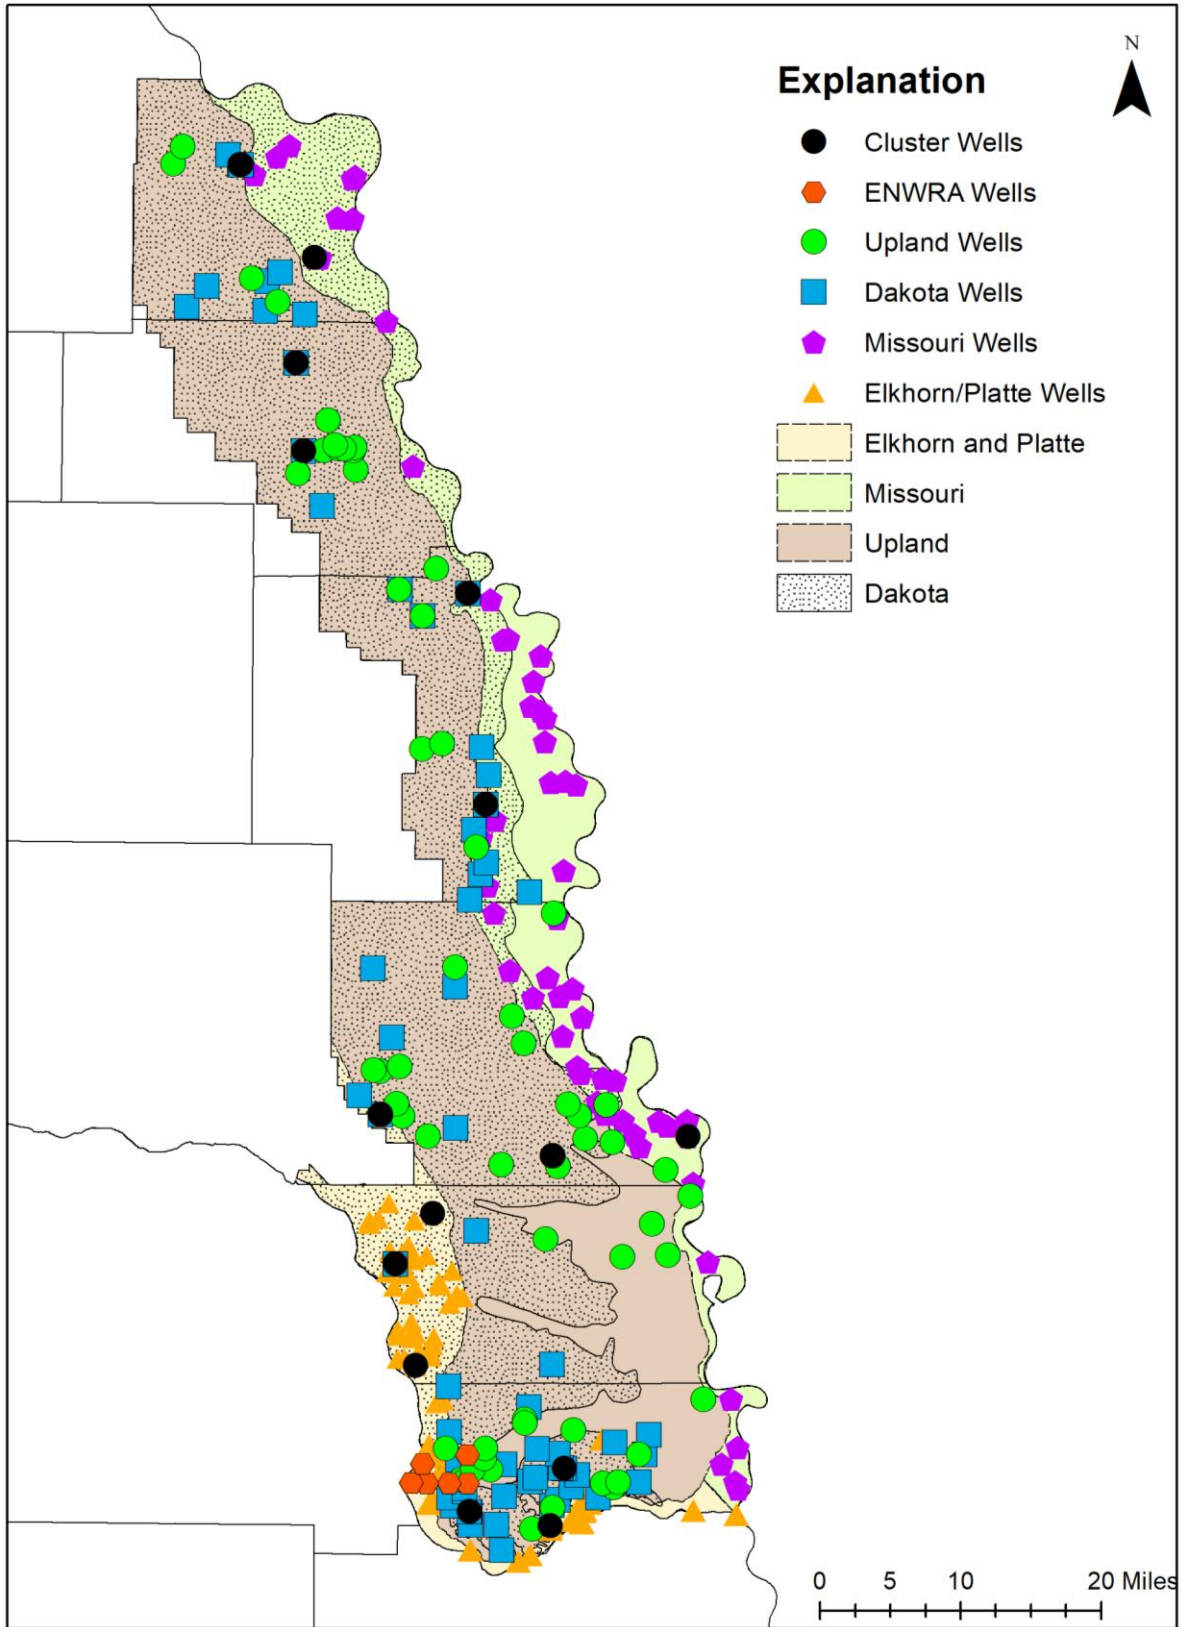 N
Explanation
Cluster Wells
ENWRA Wells
Upland Wells
Dakota Wells
Missouri Wells
Elkhorn/Platte Wells
Elkhorn and Platte
Missouri
Upland
Dakota
0 5 10 20 Miles